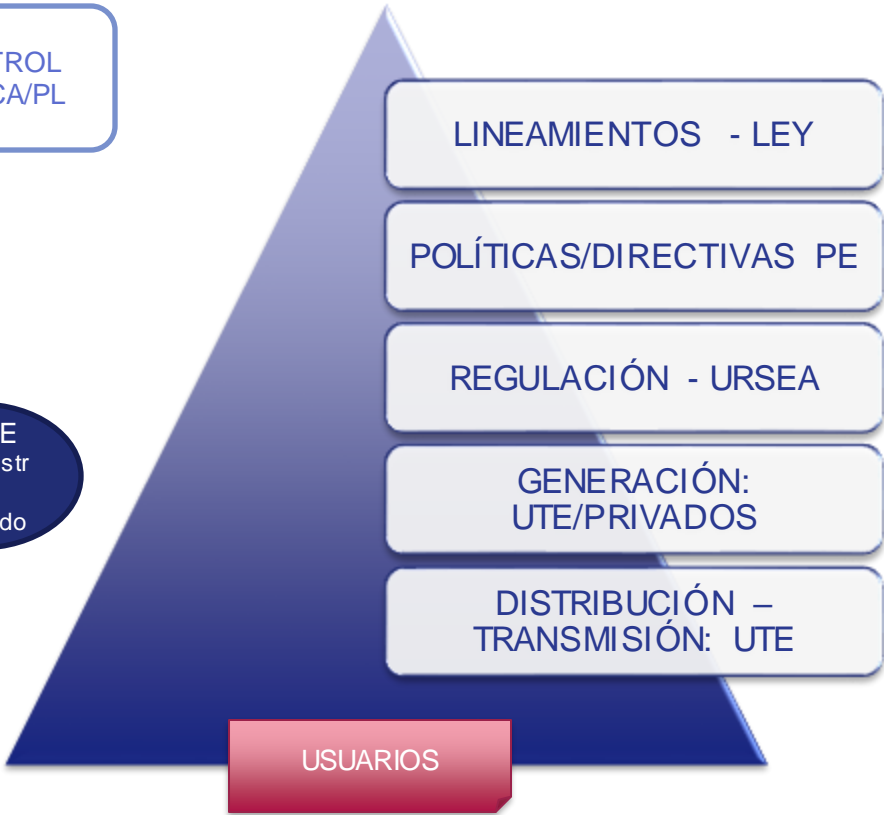 TROL
CA/PL
LINEAMIENTOS - LEY
POLÍTICAS/DIRECTIVAS PE
REGULACIÓN - URSEA
E
str
do
GENERACIÓN:
UTE/PRIVADOS
DISTRIBUCIÓN –
TRANSMISIÓN: UTE
USUARIOS